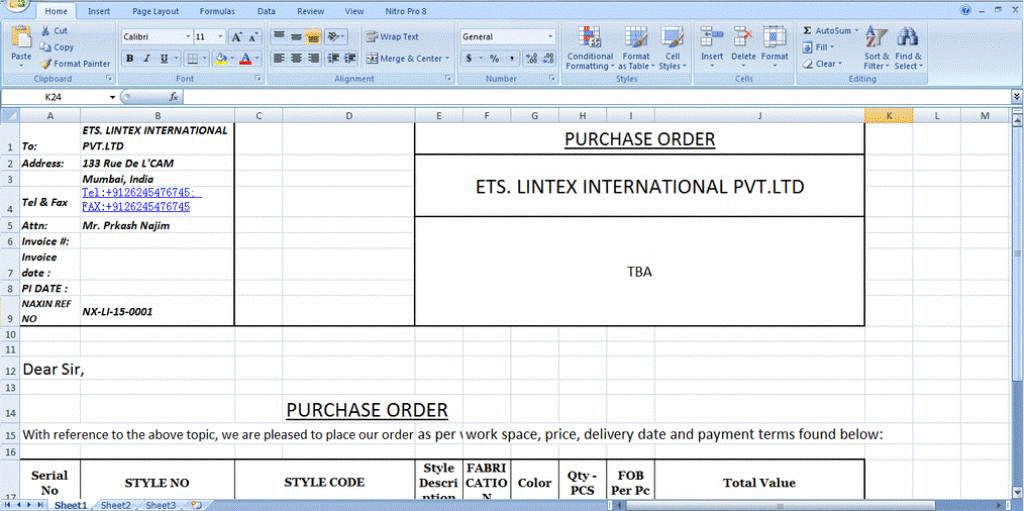 Home Insert Page Layout Formulas Data Review View Nitro Pro 8
Paste
Cut
Copy
Format Painter
Clipboard
Calibri 11
B I U
Font
Wrap Text
Merge & Center
Alignment
General
$ % ,
Number
Conditional Formatting
Format as Table
Cell Styles
Styles
Insert Delete Format
Cells
Σ AutoSum
Fill
Clear
Sort & Filter
Find & Select
Editing
K24 fx
A B C D E F G H I J K L M
1 To: ETS. LINTEX INTERNATIONAL PVT.LTD
PURCHASE ORDER
2 Address: 133 Rue De L'CAM
3 Mumbai, India
ETS. LINTEX INTERNATIONAL PVT.LTD
4 Tel & Fax Tel:+9126245476745;
FAX:+9126245476745
5 Attn: Mr. Prkash Najim
6 Invoice #:
7 Invoice date :
TBA
8 PI DATE :
9 NAXIN REF NO NX-LI-15-0001
10
11
12 Dear Sir,
13
14 PURCHASE ORDER
15 With reference to the above topic, we are pleased to place our order as per work space, price, delivery date and payment terms found below:
16
17 Serial No STYLE NO STYLE CODE Style Description FABRICATION Color Qty - PCS FOB Per Pc Total Value
Sheet1 Sheet2 Sheet3